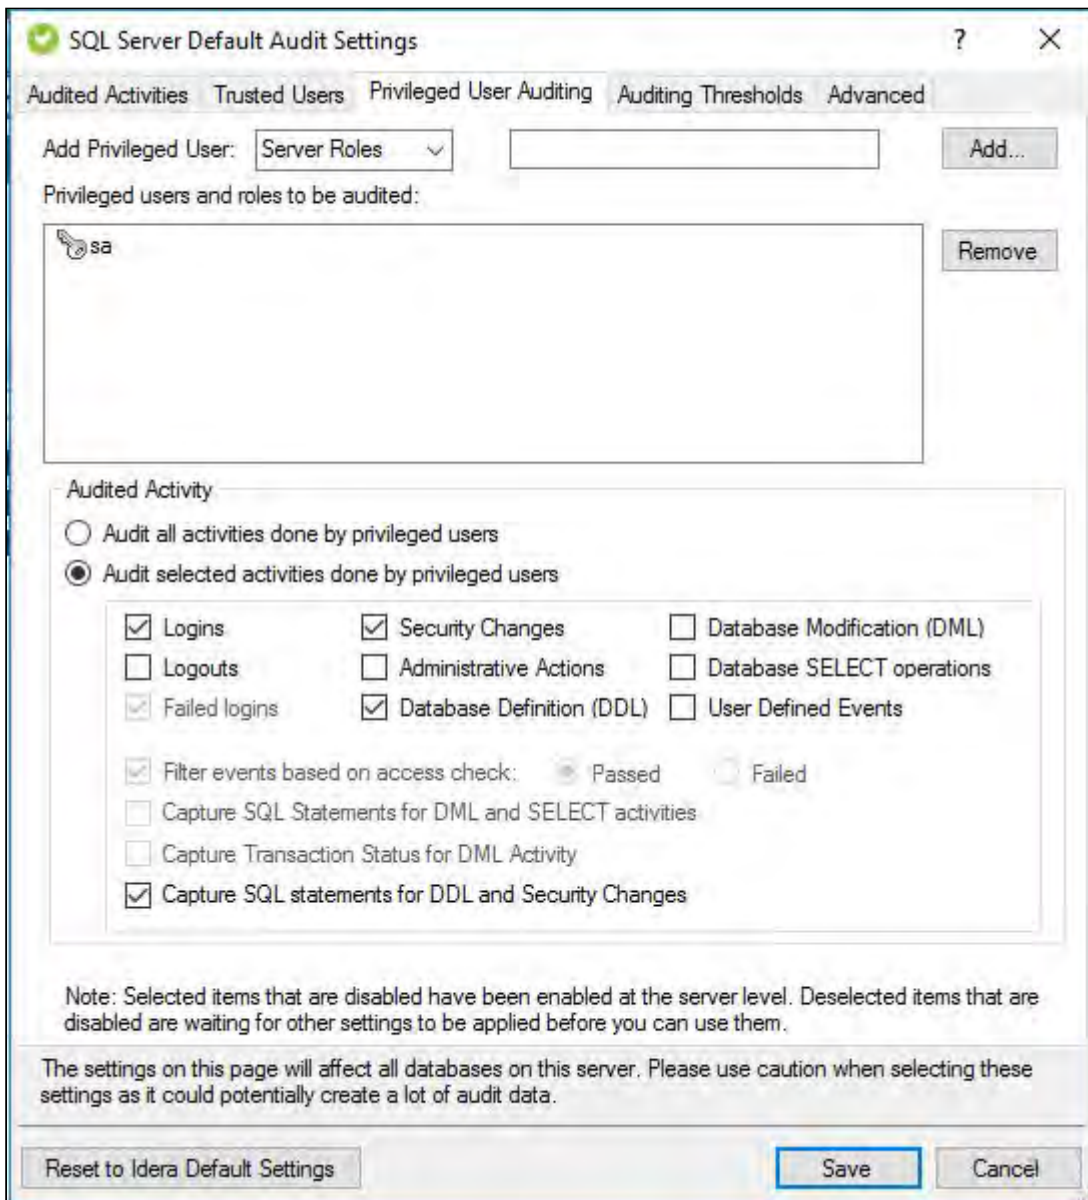 SQL Server Default Audit Settings
?
Audited Activities Trusted Users Privileged User Auditing Auditing Thresholds Advanced
Add Privileged User: Server Roles Add...
Privileged users and roles to be audited:
sa
Remove
Audited Activity
Audit all activities done by privileged users
Audit selected activities done by privileged users
Logins Security Changes Database Modification (DML)
Logouts Administrative Actions Database SELECT operations
Failed logins Database Definition (DDL) User Defined Events
Filter events based on access check: Passed Failed
Capture SQL Statements for DML and SELECT activities
Capture Transaction Status for DML Activity
Capture SQL statements for DDL and Security Changes
Note: Selected items that are disabled have been enabled at the server level. Deselected items that are
disabled are waiting for other settings to be applied before you can use them.
The settings on this page will affect all databases on this server. Please use caution when selecting these
settings as it could potentially create a lot of audit data.
Reset to Idera Default Settings Save Cancel